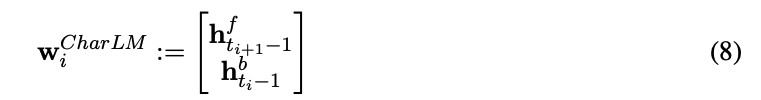 w_i^{CharLM} := [ h^f_{t_{i+1}-1} ; h^b_{t_i-1} ] (8)